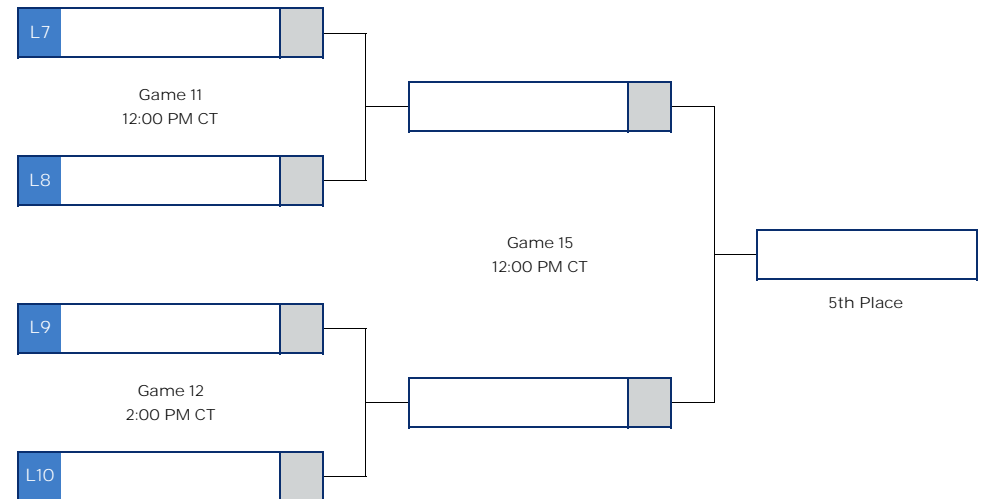 L7
Game 11
12:00 PM CT
L8
Game 15
12:00 PM CT
5th Place
L9
Game 12
2:00 PM CT
L10